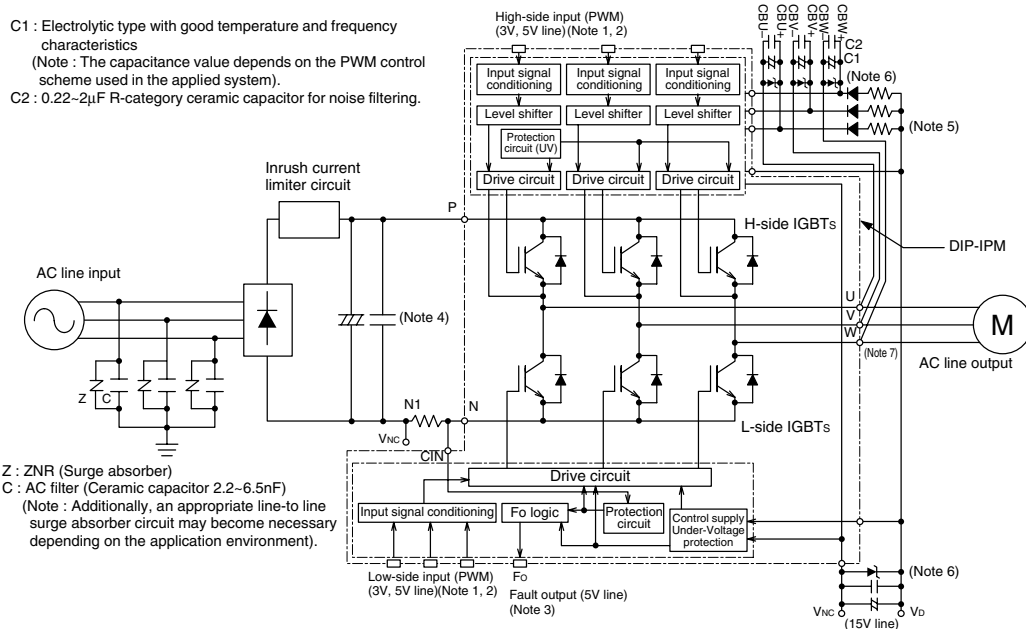 C1 : Electrolytic type with good temperature and frequency
characteristics
(Note : The capacitance value depends on the PWM control
scheme used in the applied system).
C2 : 0.22~2μF R-category ceramic capacitor for noise filtering.
High-side input (PWM)
(3V, 5V line)(Note 1, 2)
CBU–
CBU+
CBV–
CBV+
CBW–
CBW+
C2
C1
(Note 6)
(Note 5)
Input signal
conditioning
Input signal
conditioning
Input signal
conditioning
Level shifter
Level shifter
Level shifter
Protection
circuit (UV)
Drive circuit
Drive circuit
Drive circuit
Inrush current
limiter circuit
P
H-side IGBTS
DIP-IPM
AC line input
(Note 4)
U
V
W
(Note 7)
M
AC line output
Z
C
N1
N
VNC
CIN
L-side IGBTS
Z : ZNR (Surge absorber)
C : AC filter (Ceramic capacitor 2.2~6.5nF)
(Note : Additionally, an appropriate line-to line
surge absorber circuit may become necessary
depending on the application environment).
Drive circuit
Input signal conditioning
Fo logic
Protection
circuit
Control supply
Under-Voltage
protection
Low-side input (PWM)
(3V, 5V line)(Note 1, 2)
FO
Fault output (5V line)
(Note 3)
(Note 6)
VNC
VD
(15V line)